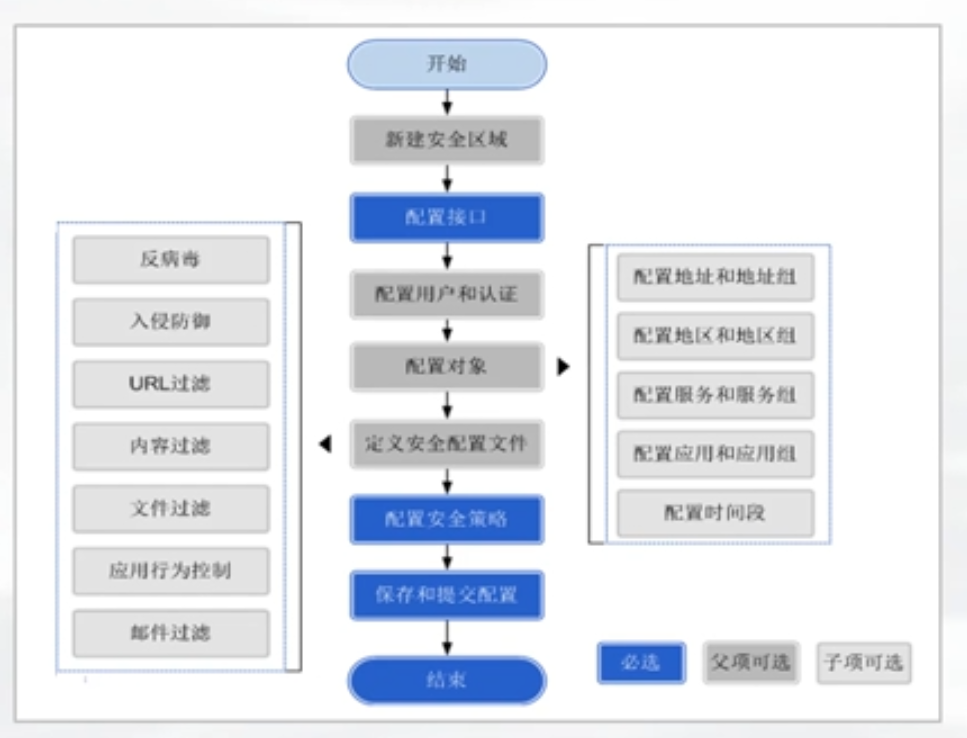 开始
新建安全区域
配置接口
配置用户和认证
配置对象
定义安全配置文件
配置安全策略
保存和提交配置
结束
反病毒
入侵防御
URL过滤
内容过滤
文件过滤
应用行为控制
邮件过滤
配置地址和地址组
配置地区和地区组
配置服务和服务组
配置应用和应用组
配置时间段
必选
父项可选
子项可选